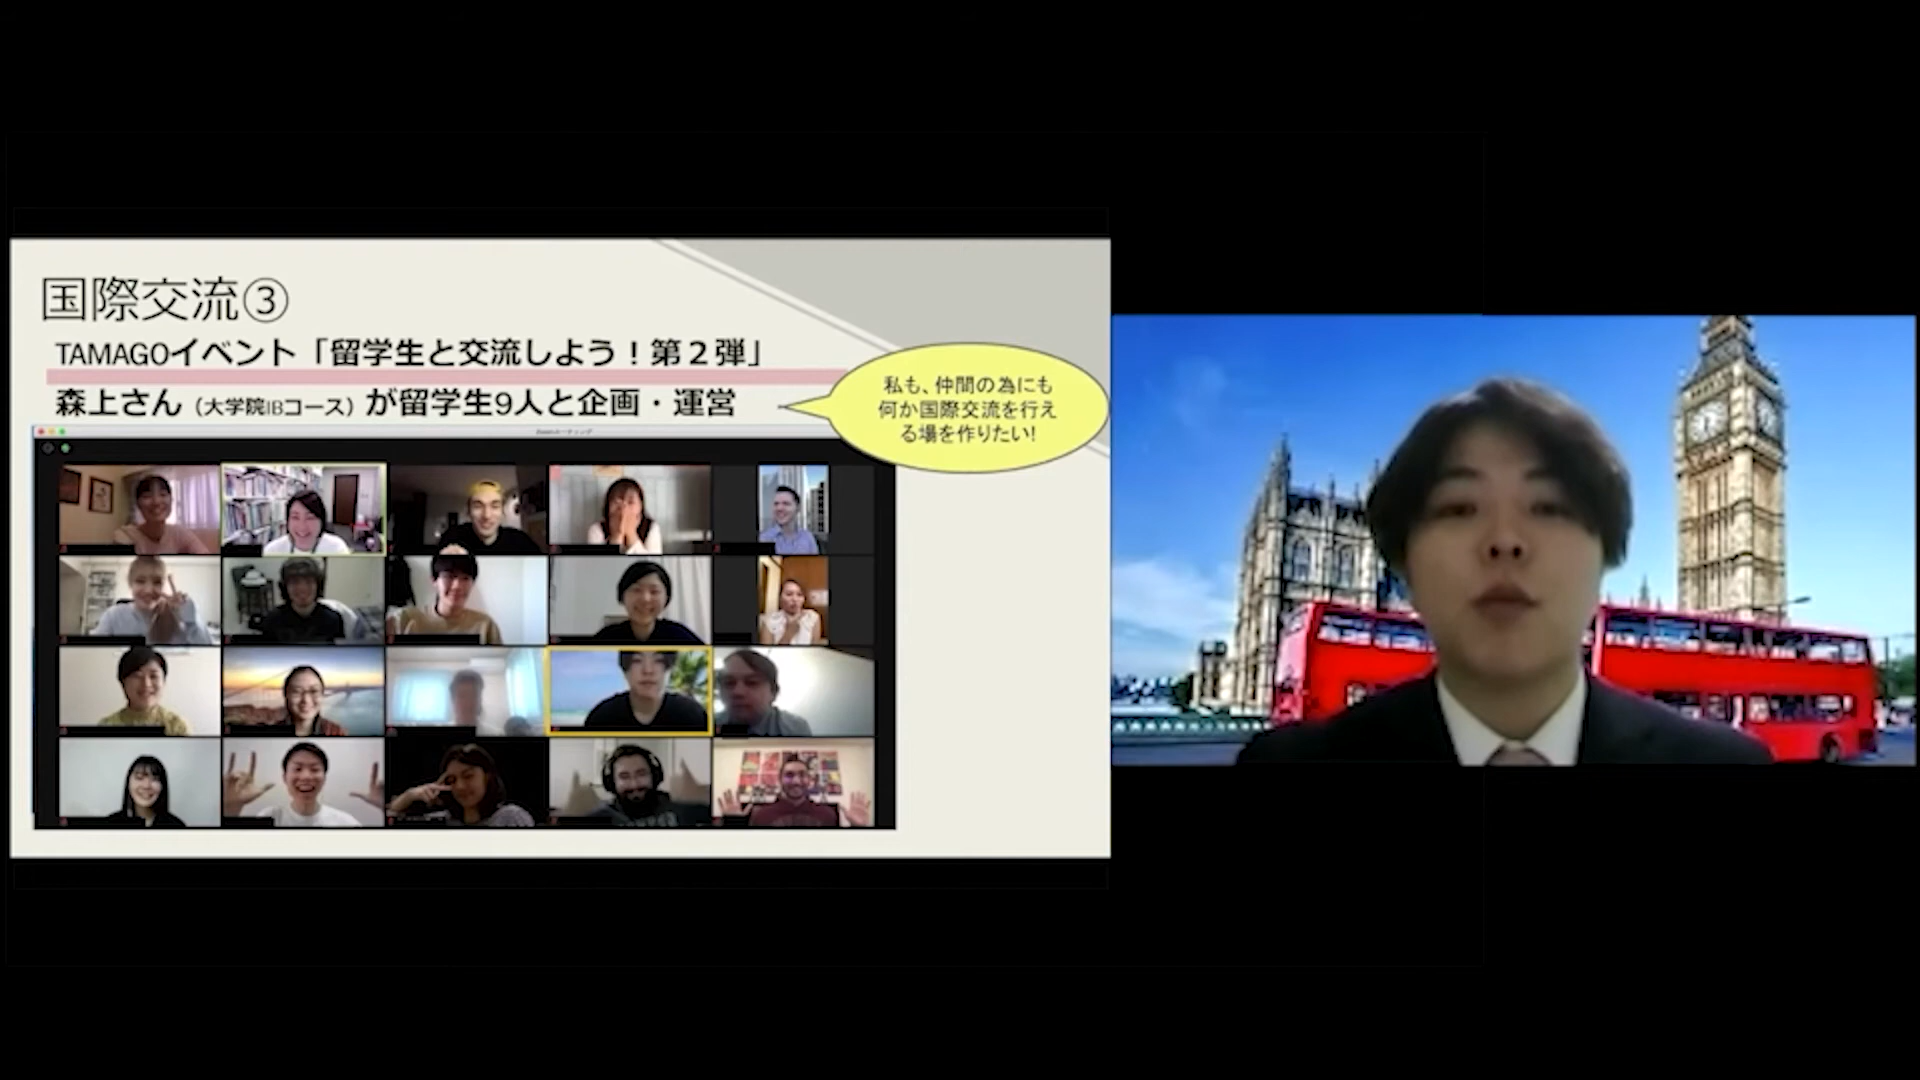 国際交流③
TAMAGOイベント「留学生と交流しよう！第２弾」
森上さん（大学院IBコース）が留学生9人と企画・運営
私も、仲間の為にも
何か国際交流を行え
る場を作りたい!